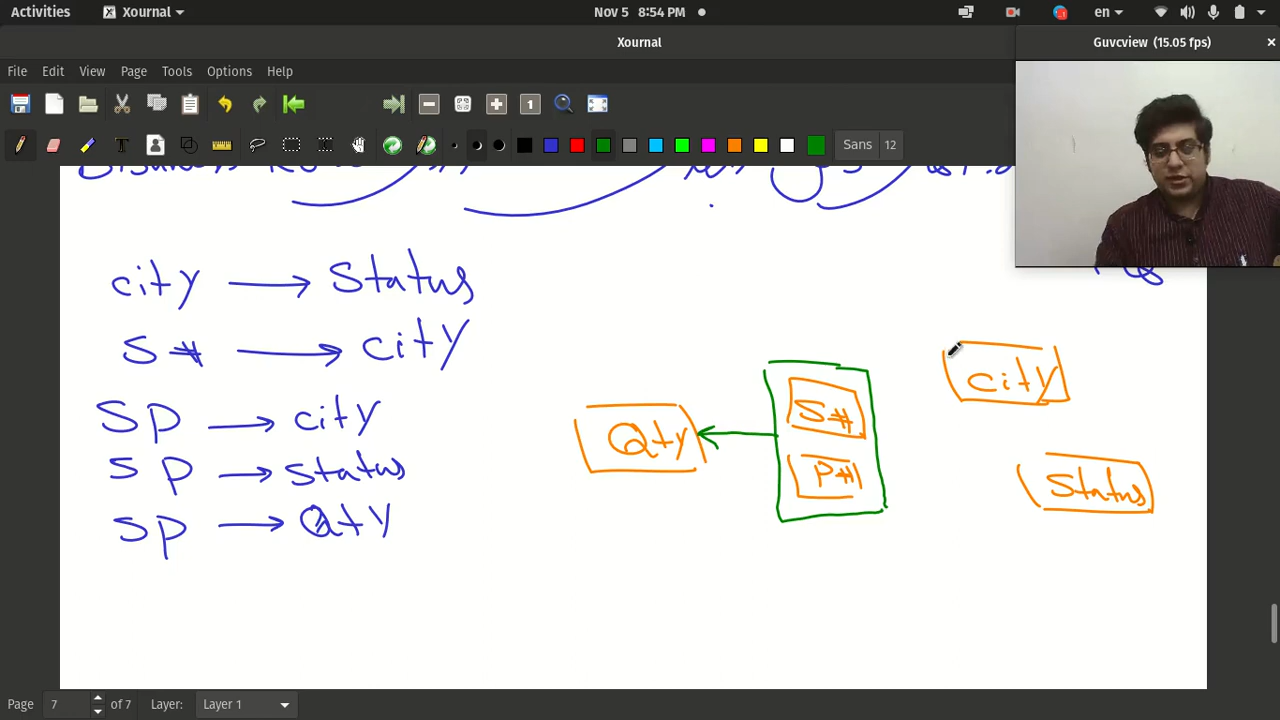 Activities Xournal Nov 5 8:54 PM en
Xournal
Guvcview (15.05 fps)
File Edit View Page Tools Options Help
Sans 12
city → Status
S# → city
SP → city
SP → status
SP → Qty
city
S#
Qty
P#
Status
Page 7 of 7 Layer: Layer 1